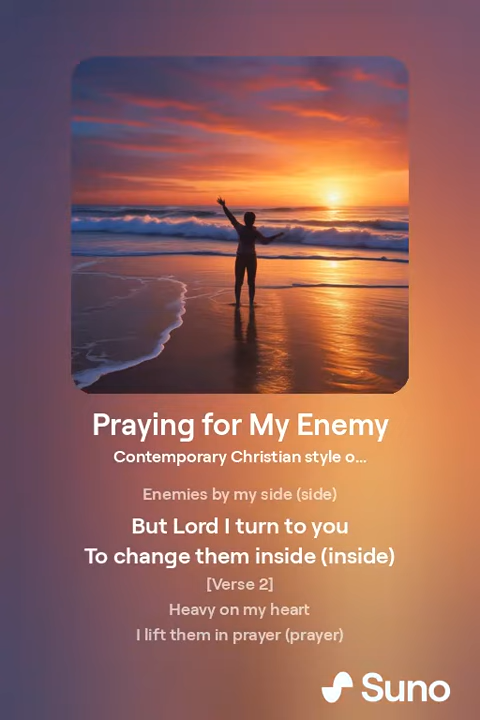 Praying for My Enemy
Contemporary Christian style o...
Enemies by my side (side)
But Lord I turn to you
To change them inside (inside)
[Verse 2]
Heavy on my heart
I lift them in prayer (prayer)
Suno